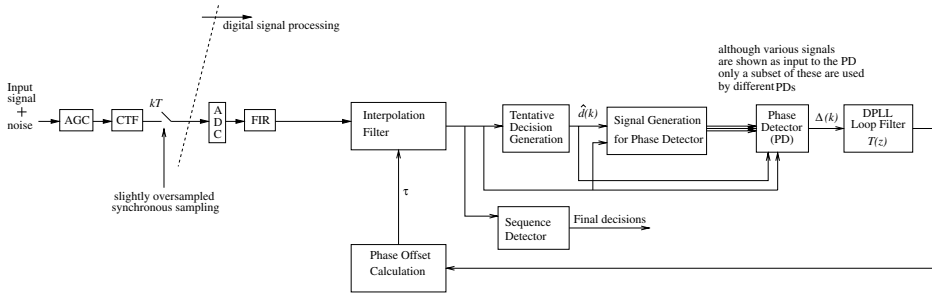 digital signal processing
although various signals
are shown as input to the PD
only a subset of these are used
by different PDs
Input
signal
+
noise
AGC
CTF
kT
A
D
C
FIR
Interpolation
Filter
Tentative
Decision
Generation
d̂(k)
Signal Generation
for Phase Detector
Phase
Detector
(PD)
Δ(k)
DPLL
Loop Filter
T(z)
slightly oversampled
synchronous sampling
τ
Sequence
Detector
Final decisions
Phase Offset
Calculation